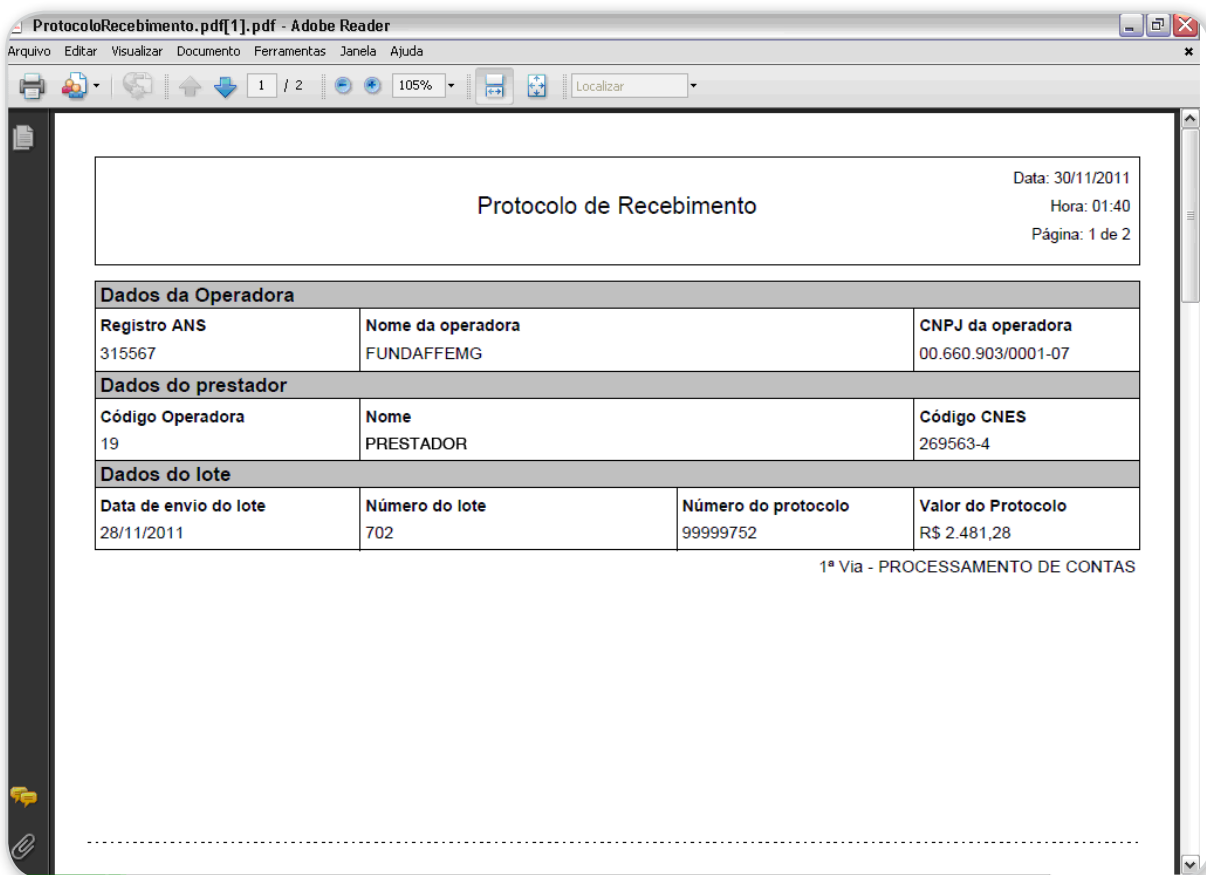 ProtocoloRecebimento.pdf[1].pdf - Adobe Reader
Arquivo Editar Visualizar Documento Ferramentas Janela Ajuda
1 / 2 105% Localizar
Data: 30/11/2011
Protocolo de Recebimento
Hora: 01:40
Página: 1 de 2
Dados da Operadora
Registro ANS Nome da operadora CNPJ da operadora
315567 FUNDAFFEMG 00.660.903/0001-07
Dados do prestador
Código Operadora Nome Código CNES
19 PRESTADOR 269563-4
Dados do lote
Data de envio do lote Número do lote Número do protocolo Valor do Protocolo
28/11/2011 702 99999752 R$ 2.481,28
1ª Via - PROCESSAMENTO DE CONTAS